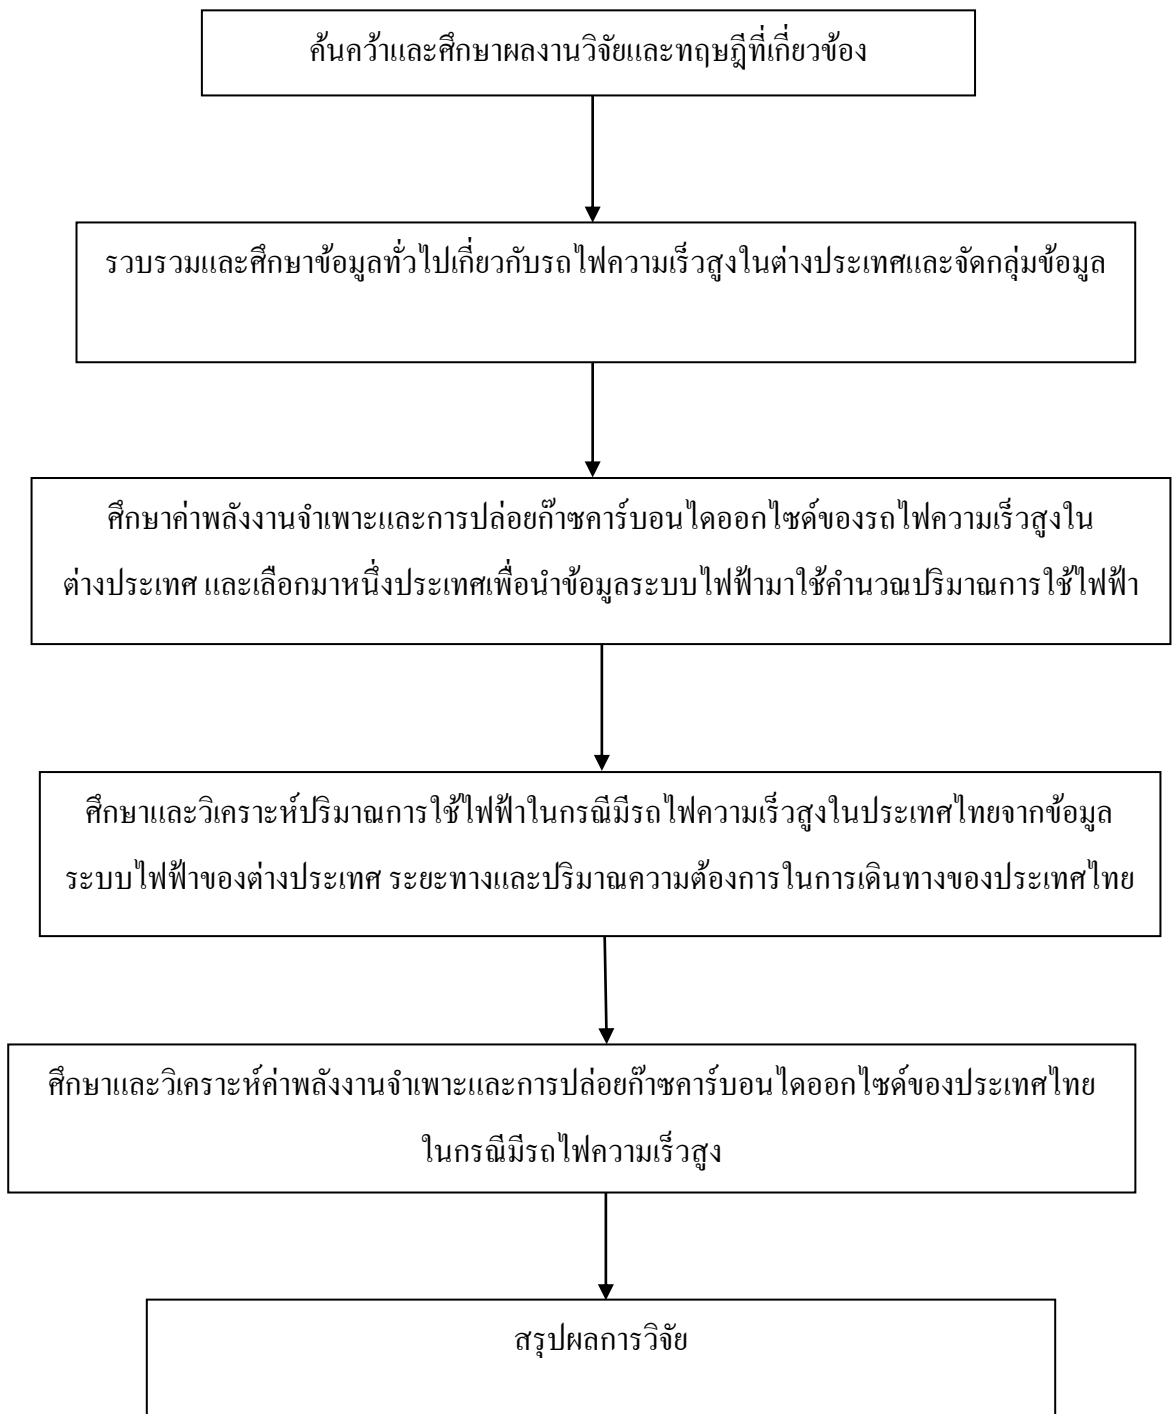 ค้นคว้าและศึกษาผลงานวิจัยและทฤษฎีที่เกี่ยวข้อง
รวบรวมและศึกษาข้อมูลทั่วไปเกี่ยวกับรถไฟความเร็วสูงในต่างประเทศและจัดกลุ่มข้อมูล
ศึกษาค่าพลังงานจำเพาะและการปล่อยก๊าซคาร์บอนไดออกไซด์ของรถไฟความเร็วสูงใน
ต่างประเทศ และเลือกมาหนึ่งประเทศเพื่อนำข้อมูลระบบไฟฟ้ามาใช้คำนวณปริมาณการใช้ไฟฟ้า
ศึกษาและวิเคราะห์ปริมาณการใช้ไฟฟ้าในกรณีมีรถไฟความเร็วสูงในประเทศไทยจากข้อมูล
ระบบไฟฟ้าของต่างประเทศ ระยะทางและปริมาณความต้องการในการเดินทางของประเทศไทย
ศึกษาและวิเคราะห์ค่าพลังงานจำเพาะและการปล่อยก๊าซคาร์บอนไดออกไซด์ของประเทศไทย
ในกรณีมีรถไฟความเร็วสูง
สรุปผลการวิจัย